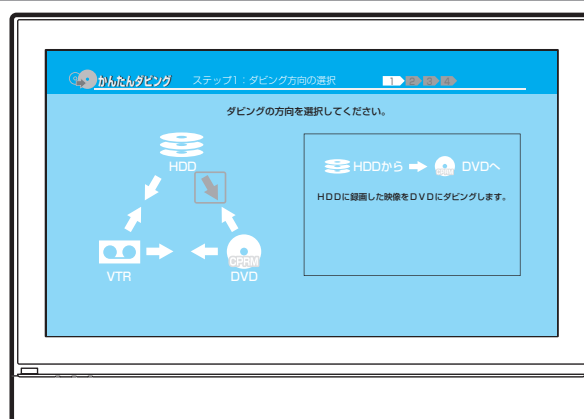 かんたんダビング ステップ1：ダビング方向の選択 1 2 3 4
ダビングの方向を選択してください。
HDD
VTR
CPRM
DVD
HDDから DVDへ
HDDに録画した映像をDVDにダビングします。